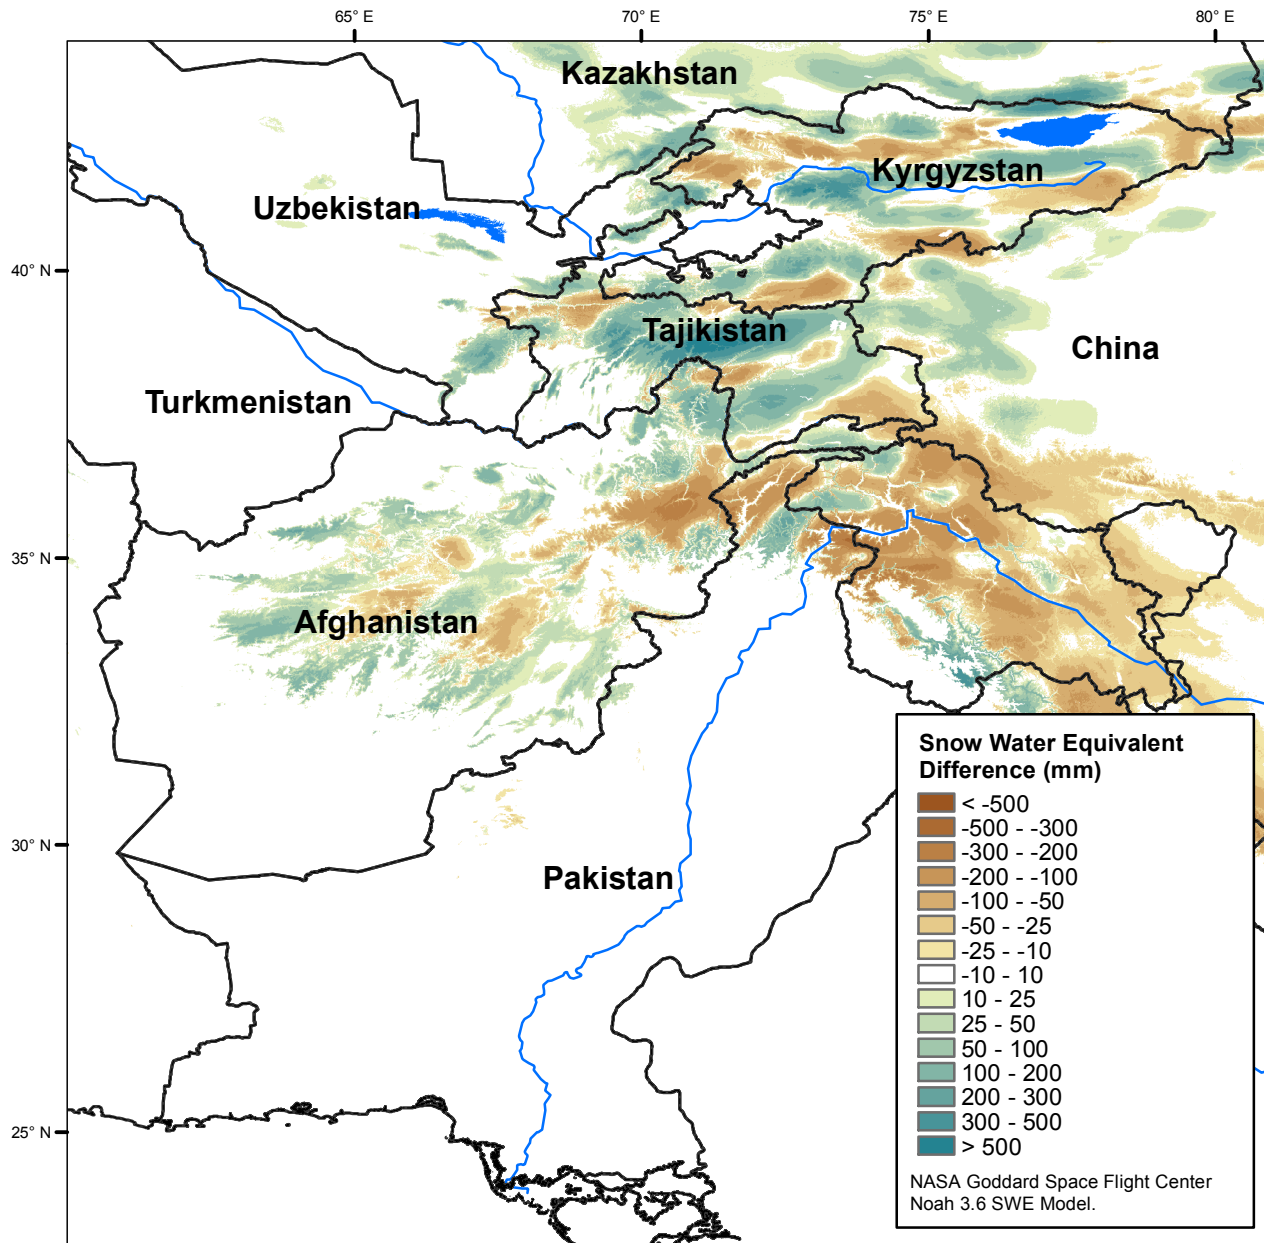 65° E 70° E 75° E 80° E
Kazakhstan
Kyrgyzstan
Uzbekistan
40° N
Tajikistan
China
Turkmenistan
35° N
Afghanistan
30° N
Pakistan
25° N
Snow Water Equivalent
Difference (mm)
< -500
-500 - -300
-300 - -200
-200 - -100
-100 - -50
-50 - -25
-25 - -10
-10 - 10
10 - 25
25 - 50
50 - 100
100 - 200
200 - 300
300 - 500
> 500
NASA Goddard Space Flight Center
Noah 3.6 SWE Model.